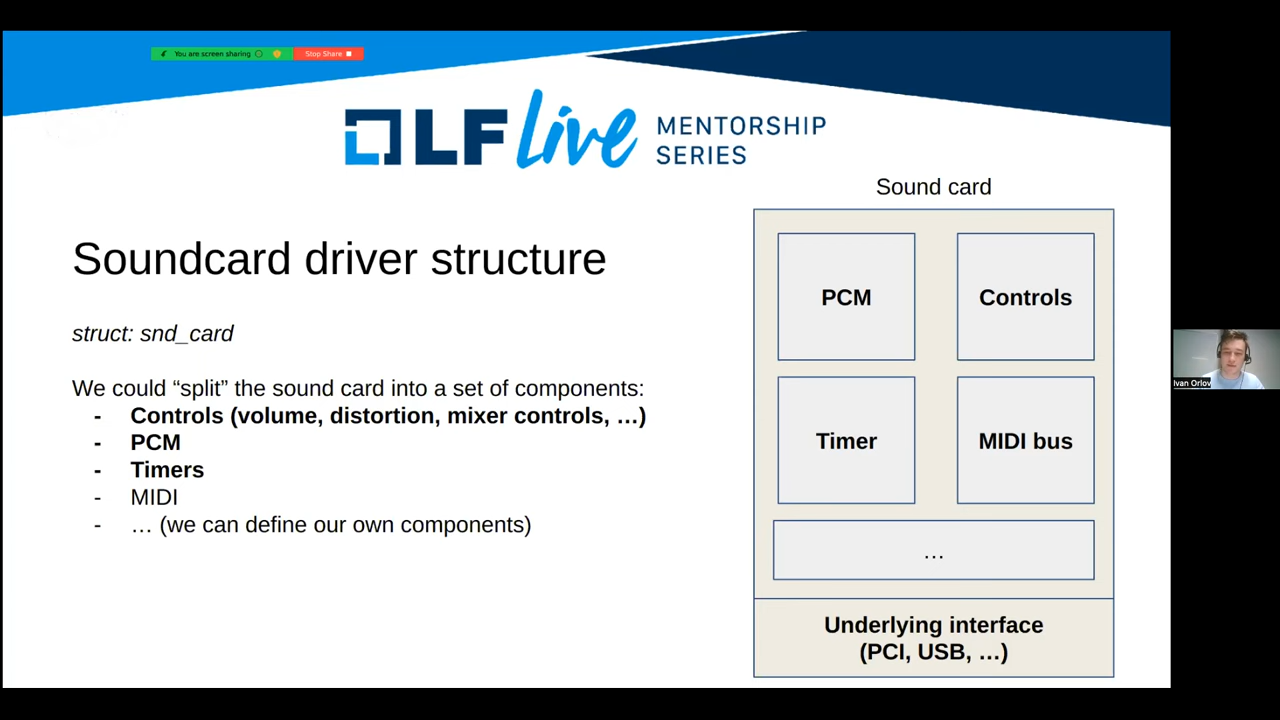 You are screen sharing
Stop Share
LF live MENTORSHIP
SERIES
Sound card
Soundcard driver structure
struct: snd_card
We could “split” the sound card into a set of components:
- Controls (volume, distortion, mixer controls, …)
- PCM
- Timers
- MIDI
- … (we can define our own components)
PCM
Controls
Timer
MIDI bus
…
Underlying interface
(PCI, USB, …)
Ivan Orlov